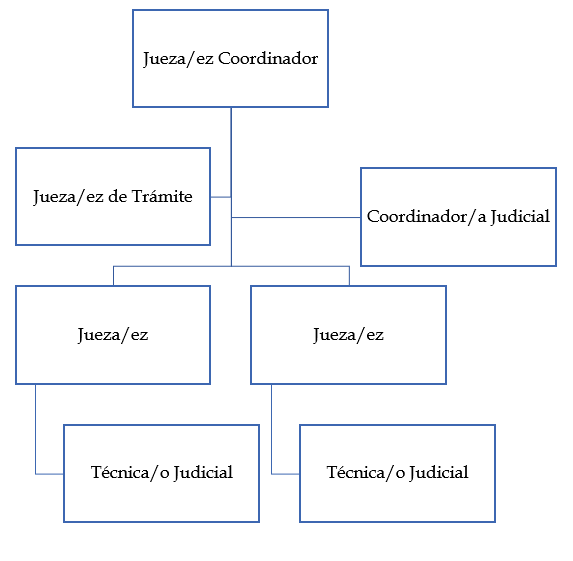 Jueza/ez Coordinador
Jueza/ez de Trámite
Coordinador/a Judicial
Jueza/ez
Jueza/ez
Técnica/o Judicial
Técnica/o Judicial